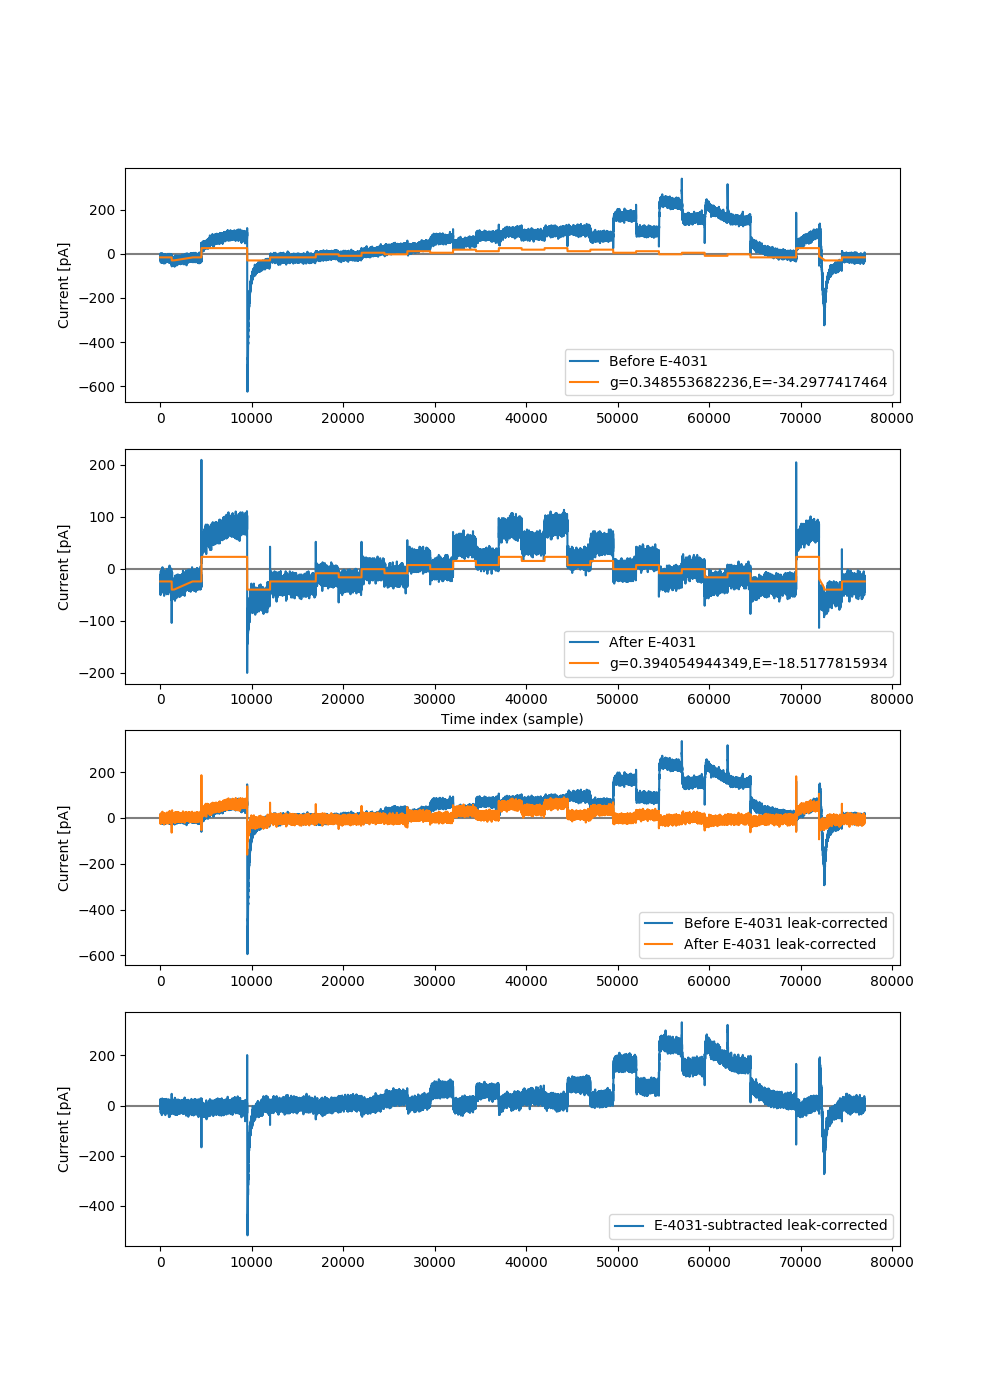 200
0
−200
−400
−600
Current [pA]
Before E-4031
g=0.348553682236,E=-34.2977417464
0 10000 20000 30000 40000 50000 60000 70000 80000
200
100
0
−100
−200
Current [pA]
After E-4031
g=0.394054944349,E=-18.5177815934
0 10000 20000 30000 40000 50000 60000 70000 80000
Time index (sample)
200
0
−200
−400
−600
Current [pA]
Before E-4031 leak-corrected
After E-4031 leak-corrected
0 10000 20000 30000 40000 50000 60000 70000 80000
200
0
−200
−400
Current [pA]
E-4031-subtracted leak-corrected
0 10000 20000 30000 40000 50000 60000 70000 80000